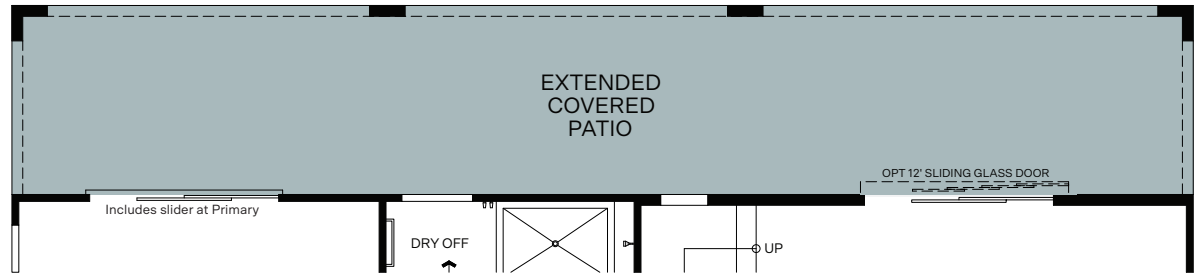 EXTENDED
COVERED
PATIO
OPT 12' SLIDING GLASS DOOR
Includes slider at Primary
DRY OFF
UP